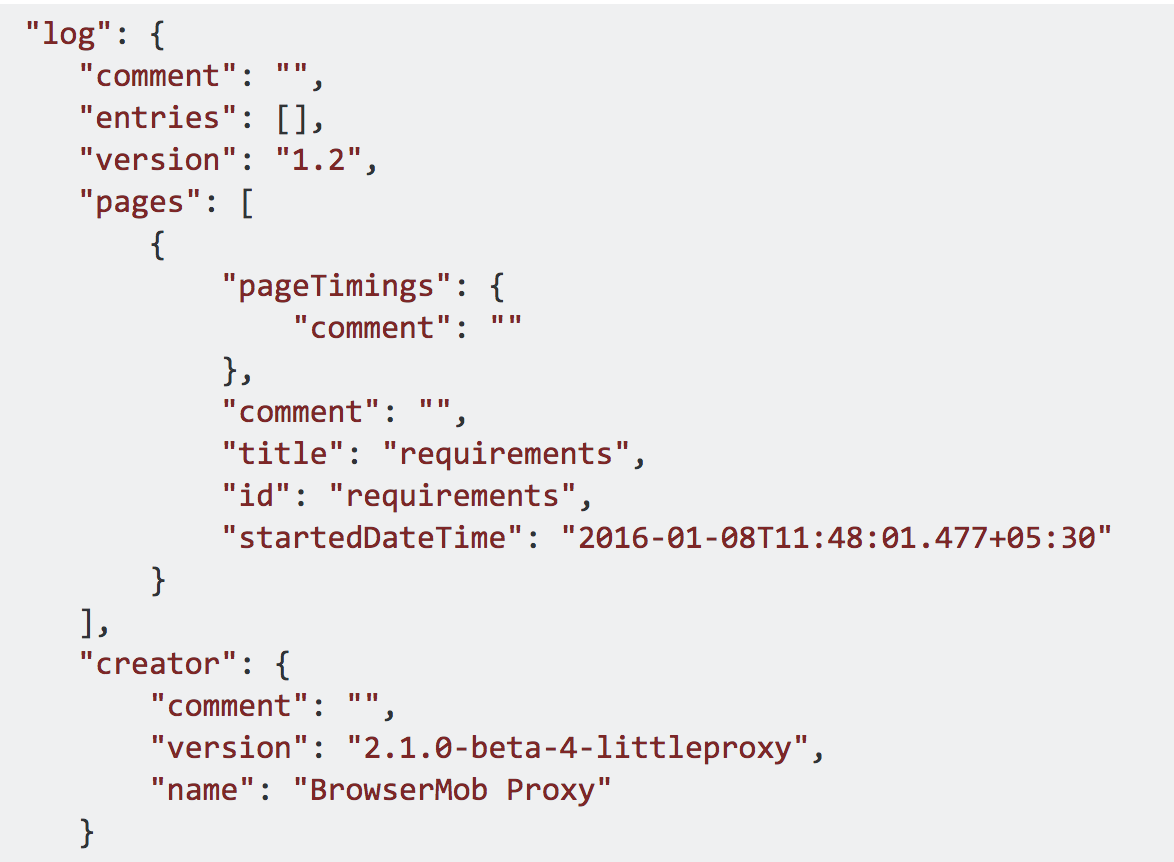 "log": {
    "comment": "",
    "entries": [],
    "version": "1.2",
    "pages": [
        {
            "pageTimings": {
                "comment": ""
            },
            "comment": "",
            "title": "requirements",
            "id": "requirements",
            "startedDateTime": "2016-01-08T11:48:01.477+05:30"
        }
    ],
    "creator": {
        "comment": "",
        "version": "2.1.0-beta-4-littleproxy",
        "name": "BrowserMob Proxy"
    }